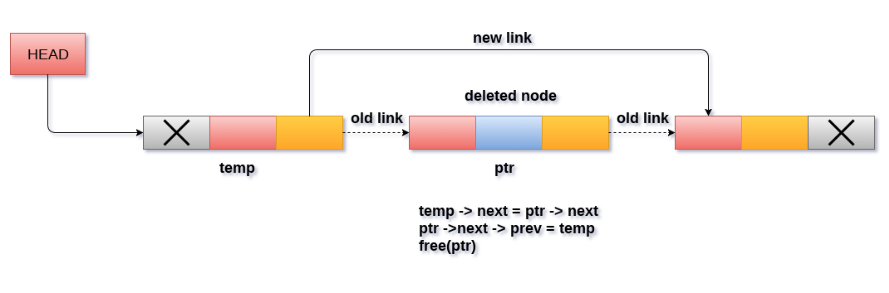 new link
HEAD
deleted node
old link
old link
temp
ptr
temp -> next = ptr -> next
ptr ->next -> prev = temp
free(ptr)